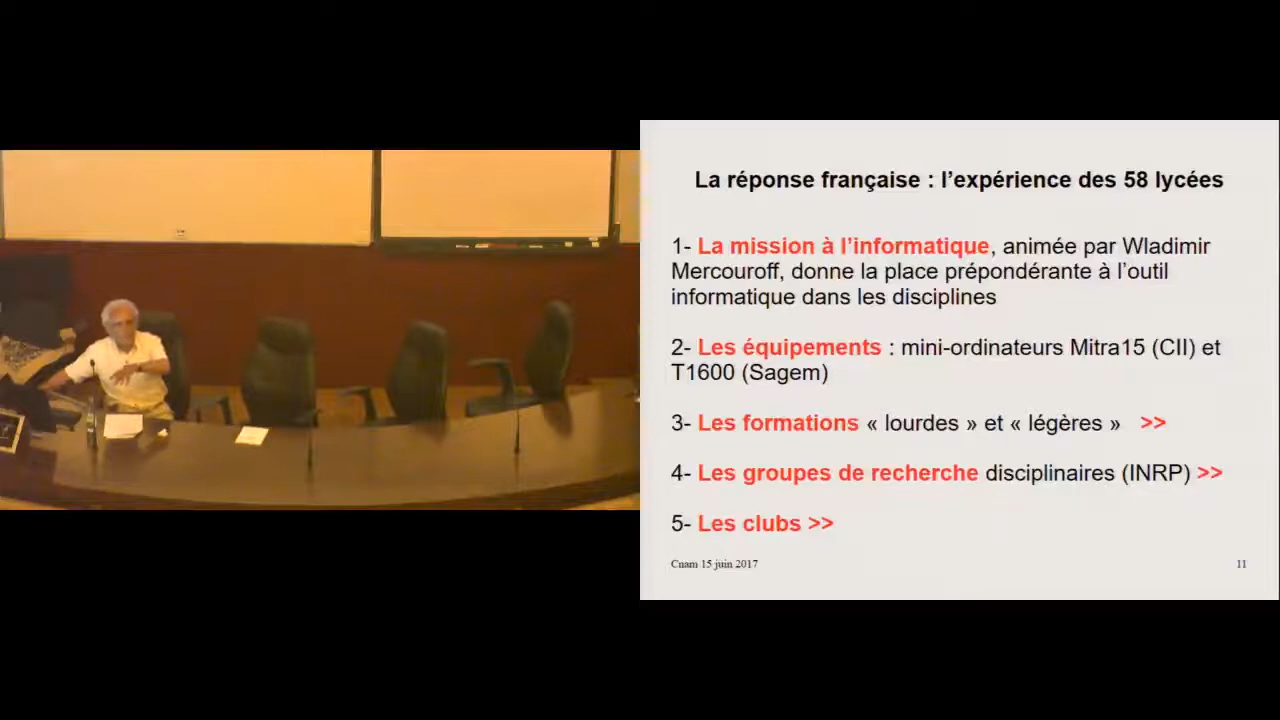 La réponse française : l’expérience des 58 lycées
1- La mission à l’informatique, animée par Wladimir
Mercouroff, donne la place prépondérante à l’outil
informatique dans les disciplines
2- Les équipements : mini-ordinateurs Mitra15 (CII) et
T1600 (Sagem)
3- Les formations « lourdes » et « légères » >>
4- Les groupes de recherche disciplinaires (INRP) >>
5- Les clubs >>
Cnam 15 juin 2017
11